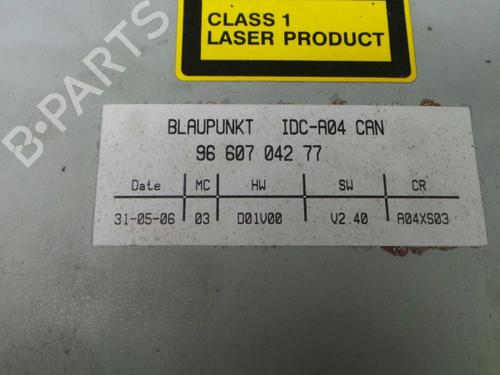 CLASS 1
LASER PRODUCT
B-PARTS
BLAUPUNKT IDC-A04 CAN
96 607 042 77
Date MC HW SW CR
31-05-06 03 D01V00 V2.40 A04XS03